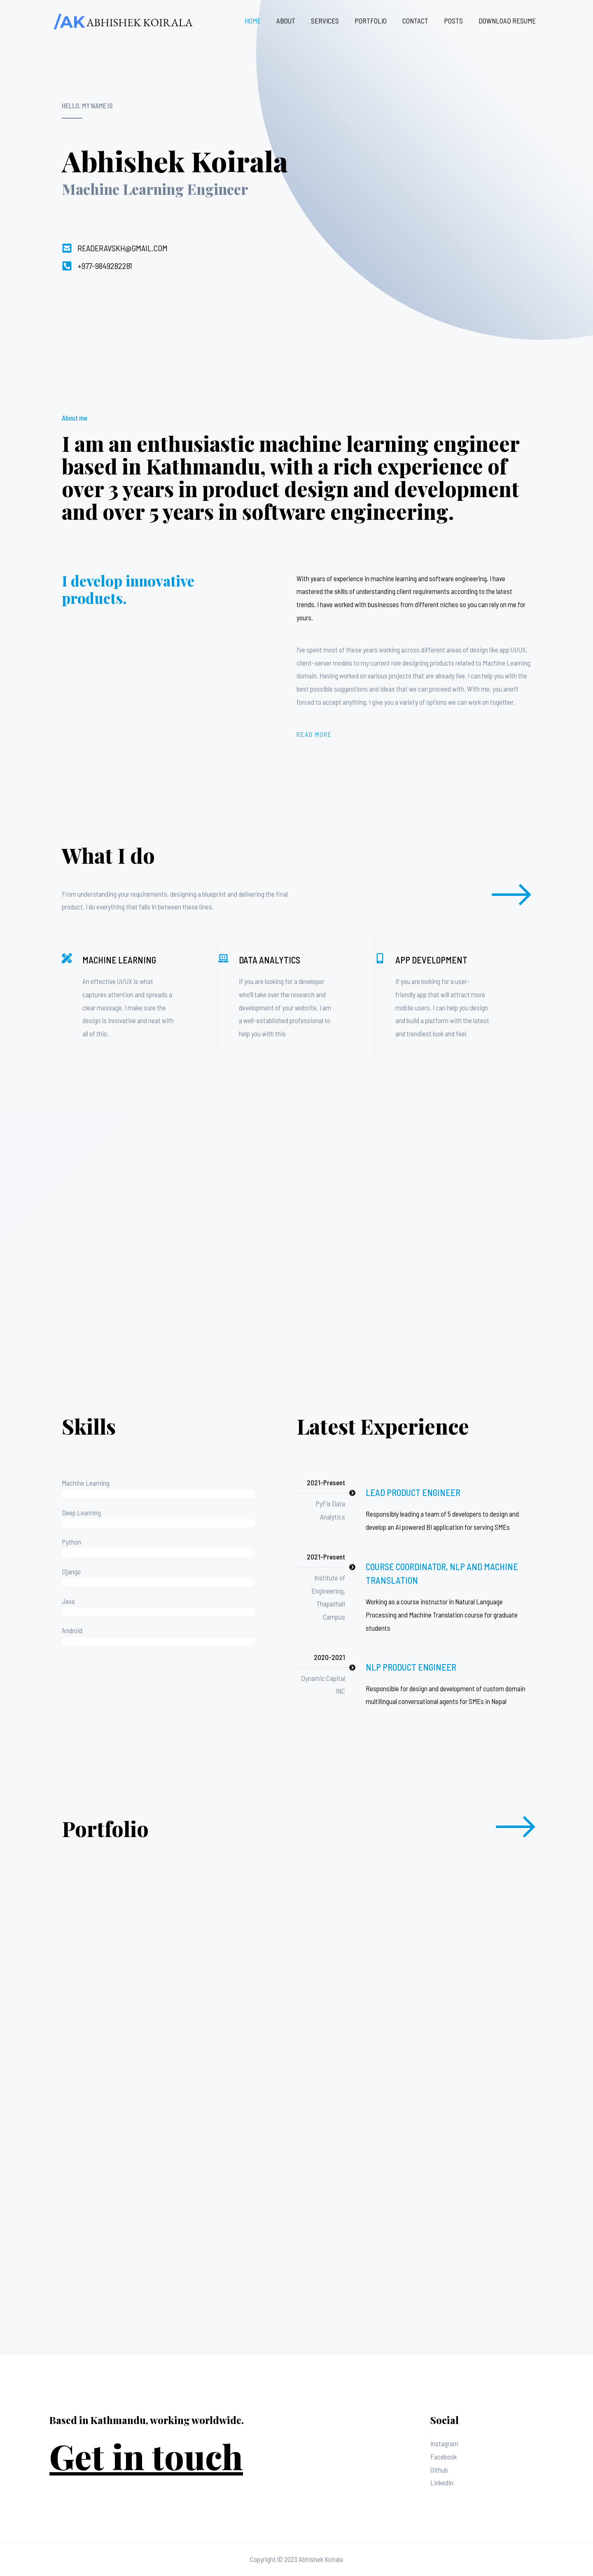 /AK ABHISHEK KOIRALA
HOME ABOUT SERVICES PORTFOLIO CONTACT POSTS DOWNLOAD RESUME
HELLO, MY NAME IS
Abhishek Koirala
Machine Learning Engineer
READERAVSKH@GMAIL.COM
+977-9849282281
About me
I am an enthusiastic machine learning engineer
based in Kathmandu, with a rich experience of
over 3 years in product design and development
and over 5 years in software engineering.
I develop innovative
products.
With years of experience in machine learning and software engineering, I have
mastered the skills of understanding client requirements according to the latest
trends. I have worked with businesses from different niches so you can rely on me for
yours.
I've spent most of these years working across different areas of design like app UI/UX,
client-server models to my current role designing products related to Machine Learning
domain. Having worked on various projects that are already live, I can help you with the
best possible suggestions and ideas that we can proceed with. With me, you aren't
forced to accept anything, I give you a variety of options we can work on together.
READ MORE
What I do
From understanding your requirements, designing a blueprint and delivering the final
product, I do everything that falls in between these lines.
MACHINE LEARNING
An effective UI/UX is what
captures attention and spreads a
clear message. I make sure the
design is innovative and neat with
all of this.
DATA ANALYTICS
If you are looking for a developer
who'll take over the research and
development of your website, I am
a well-established professional to
help you with this
APP DEVELOPMENT
If you are looking for a user-
friendly app that will attract more
mobile users, I can help you design
and build a platform with the latest
and trendiest look and feel.
Skills
Machine Learning
Deep Learning
Python
Django
Java
Android
Latest Experience
2021-Present
PyFix Data
Analytics
LEAD PRODUCT ENGINEER
Responsibly leading a team of 5 developers to design and
develop an AI powered BI application for serving SMEs
2021-Present
Institute of
Engineering,
Thapathali
Campus
COURSE COORDINATOR, NLP AND MACHINE
TRANSLATION
Working as a course instructor in Natural Language
Processing and Machine Translation course for graduate
students
2020-2021
Dynamic Capital
INC
NLP PRODUCT ENGINEER
Responsible for design and development of custom domain
multilingual conversational agents for SMEs in Nepal
Portfolio
Based in Kathmandu, working worldwide.
Get in touch
Social
Instagram
Facebook
Github
LinkedIn
Copyright © 2023 Abhishek Koirala